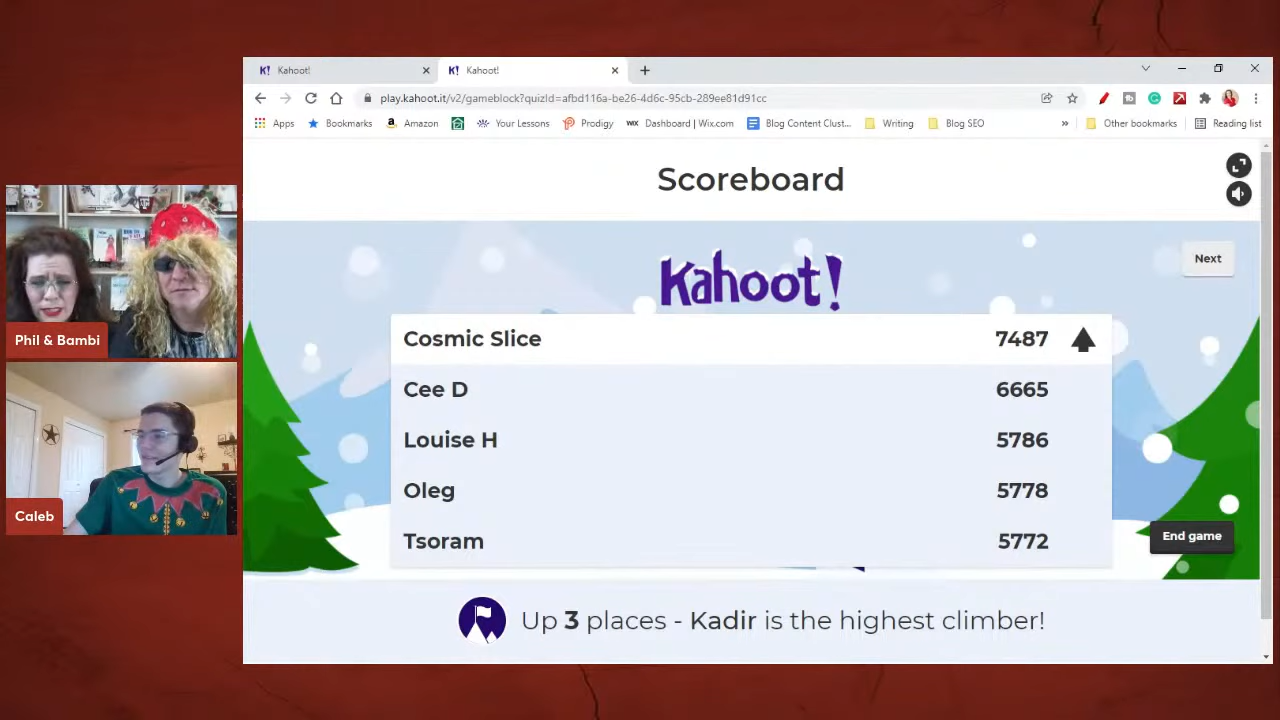 Kahoot!
Kahoot!
play.kahoot.it/v2/gameblock?quizId=afbd116a-be26-4d6c-95cb-289ee81d91cc
Apps
Bookmarks
Amazon
Your Lessons
Prodigy
WIX Dashboard | Wix.com
Blog Content Clust...
Writing
Blog SEO
»
Other bookmarks
Reading list
Scoreboard
Kahoot!
Next
Cosmic Slice 7487
Cee D 6665
Louise H 5786
Oleg 5778
Tsoram 5772
End game
Up 3 places - Kadir is the highest climber!
Phil & Bambi
Caleb